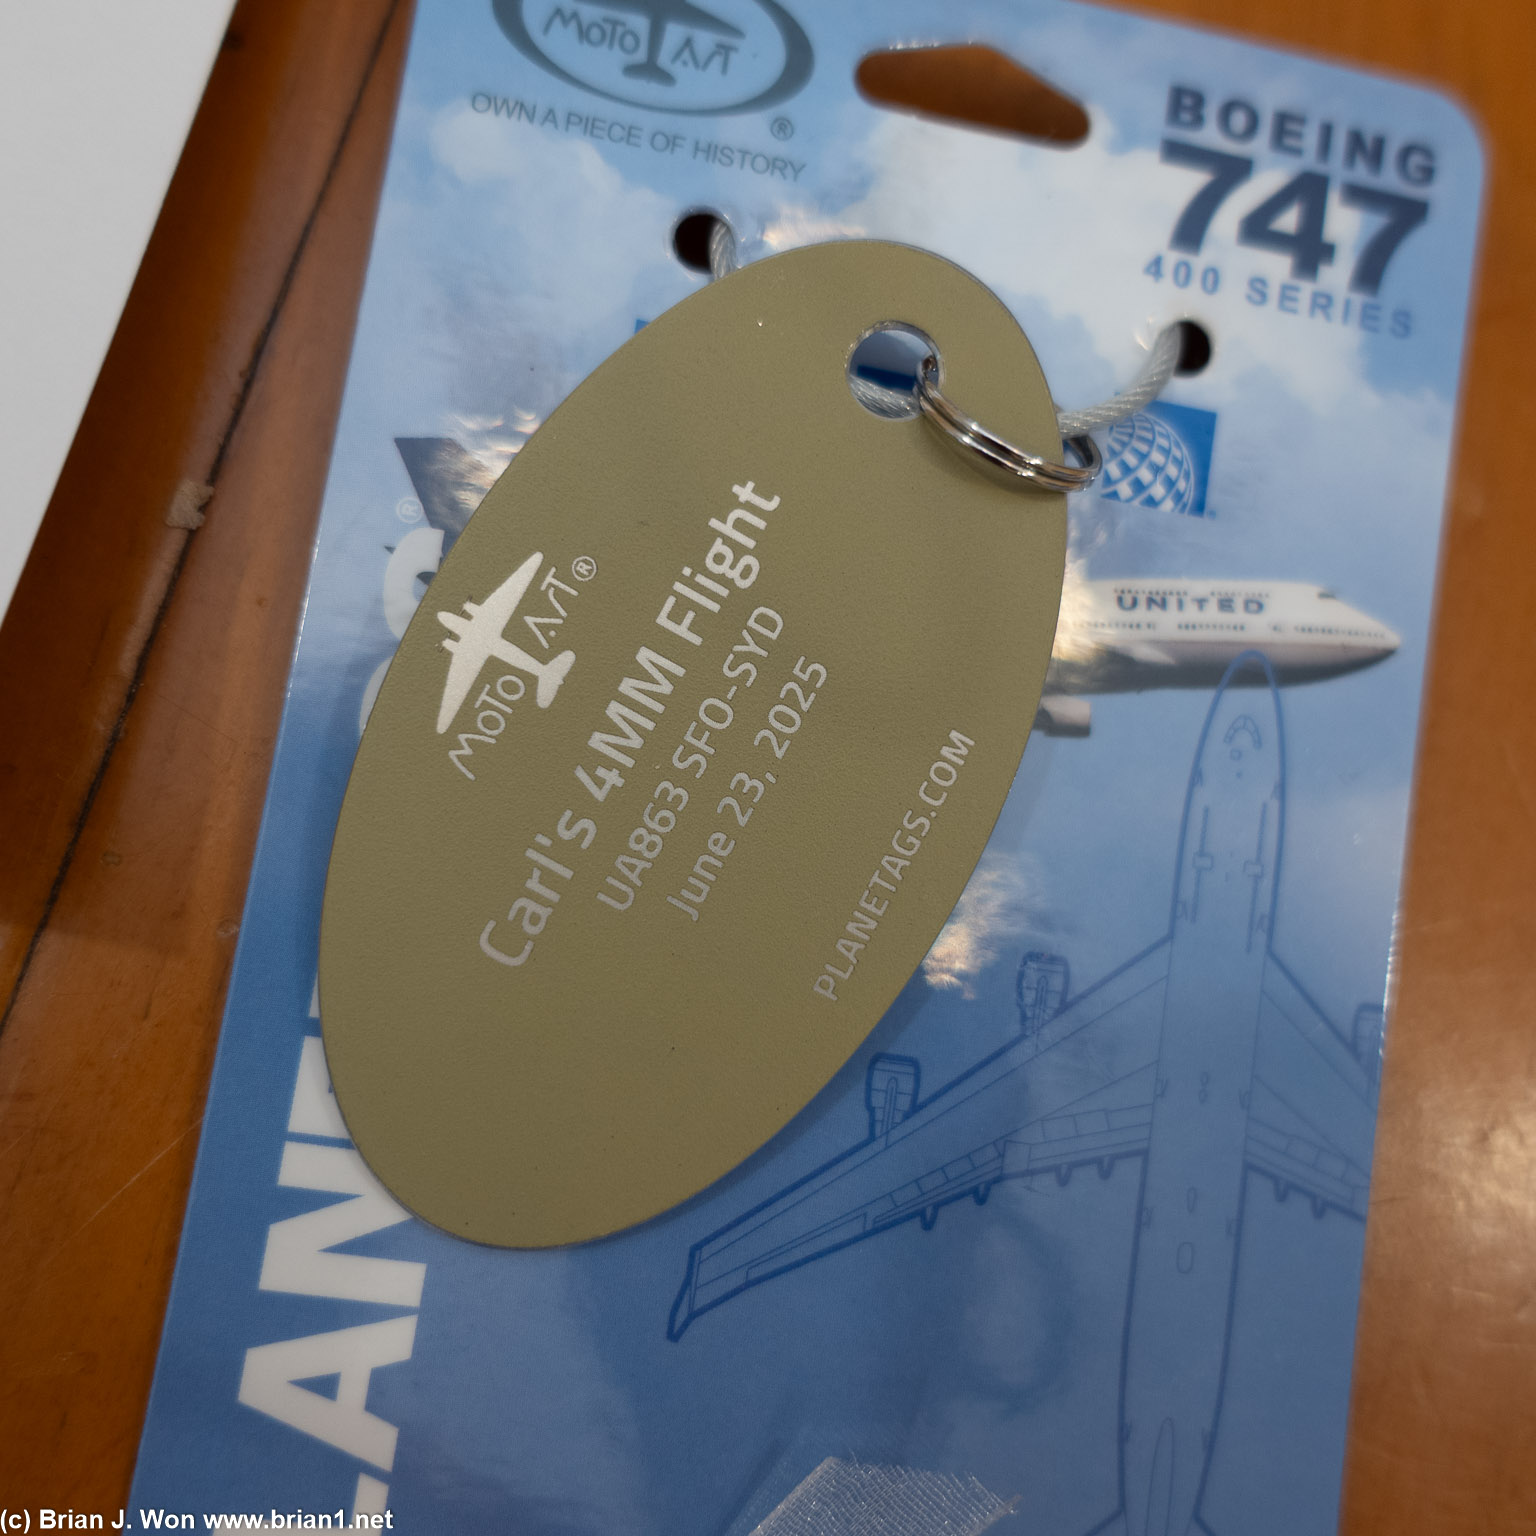 MOTO ART
OWN A PIECE OF HISTORY
®
BOEING
747
400 SERIES
UNITED
MOTO ART®
Carl's 4MM Flight
UA863 SFO-SYD
June 23, 2025
PLANETAGS.COM
®
(c) Brian J. Won www.brian1.net